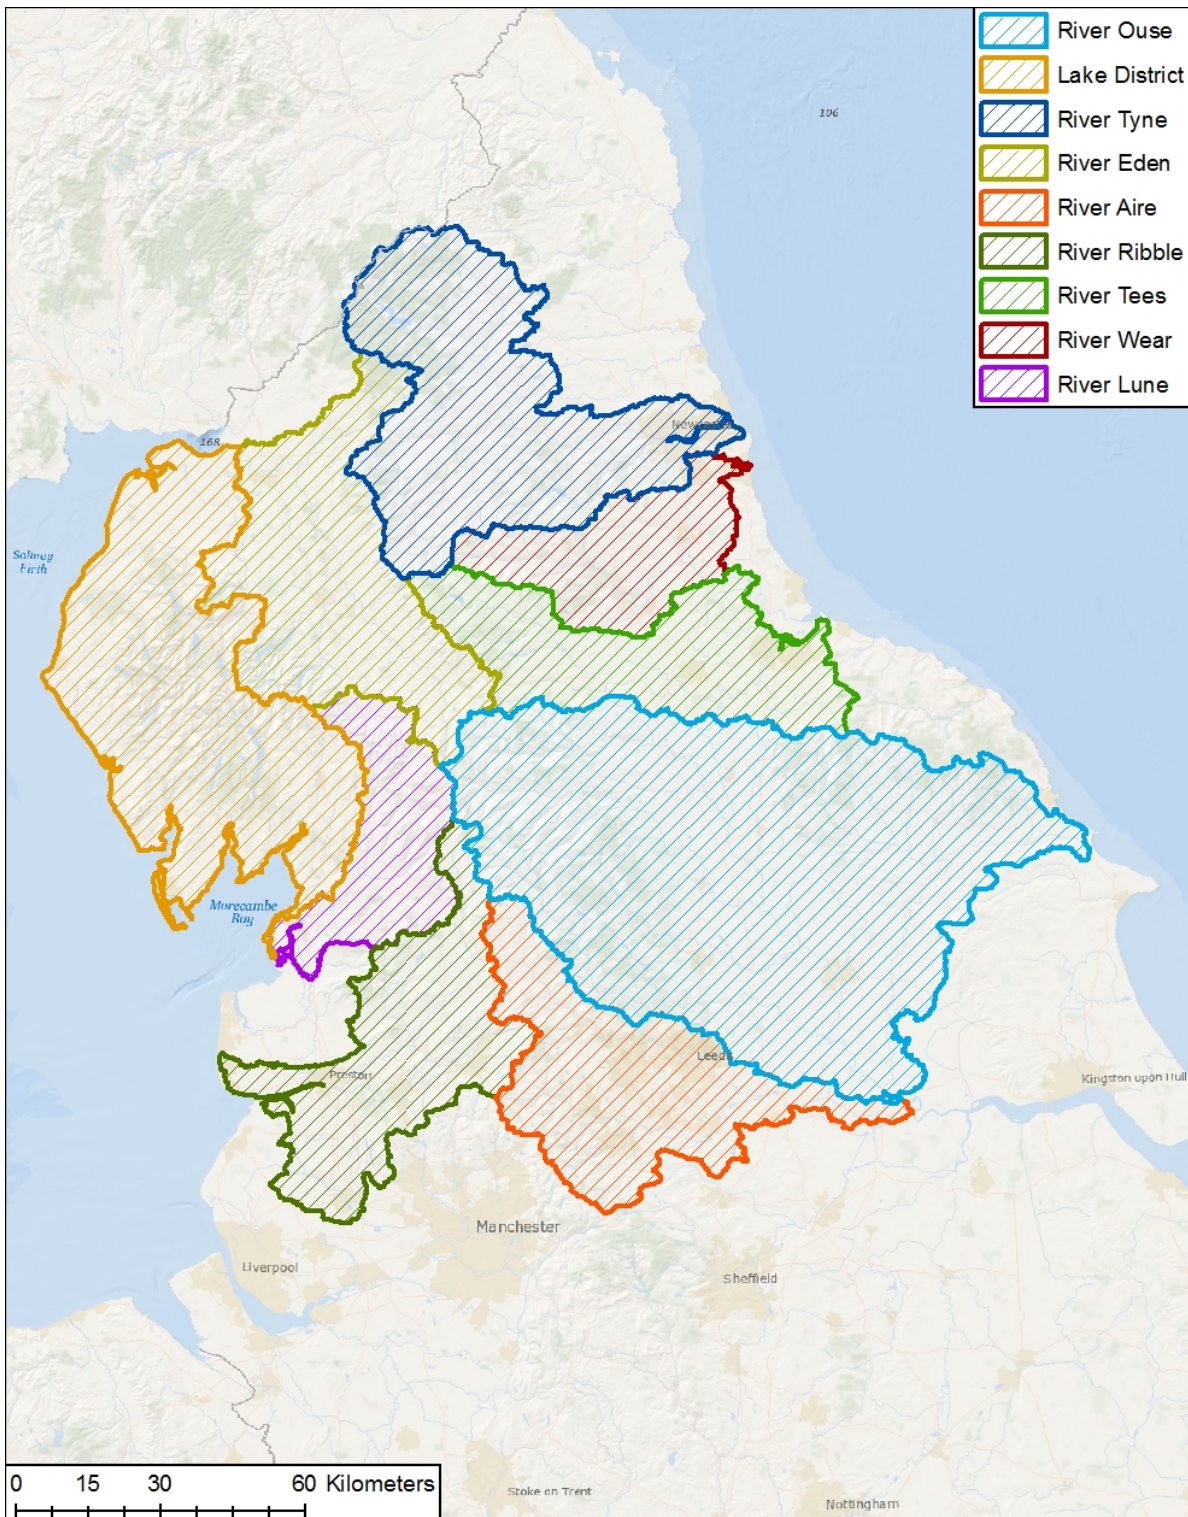 River Ouse
Lake District
River Tyne
River Eden
River Aire
River Ribble
River Tees
River Wear
River Lune
106
168
Solway
Firth
Morecambe
Bay
Leeds
Preston
Kingston upon Hull
Manchester
Liverpool
Sheffield
Stoke on Trent
Nottingham
0 15 30 60 Kilometers